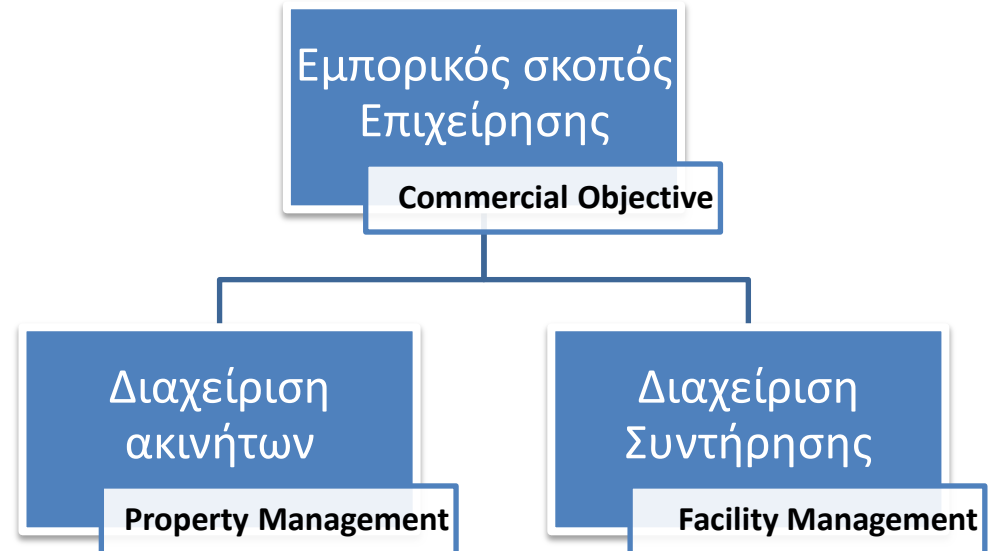 Εμπορικός σκοπός
Επιχείρησης
Commercial Objective
Διαχείριση
ακινήτων
Property Management
Διαχείριση
Συντήρησης
Facility Management